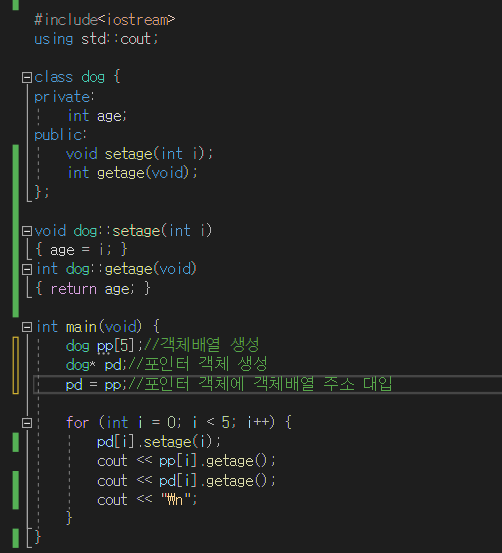 #include<iostream>
using std::cout;
class dog {
private:
int age;
public:
void setage(int i);
int getage(void);
};
void dog::setage(int i)
{ age = i; }
int dog::getage(void)
{ return age; }
int main(void) {
dog pp[5];//객체배열 생성
dog* pd;//포인터 객체 생성
pd = pp;//포인터 객체에 객체배열 주소 대입
for (int i = 0; i < 5; i++) {
pd[i].setage(i);
cout << pp[i].getage();
cout << pd[i].getage();
cout << "₩n";
}
}